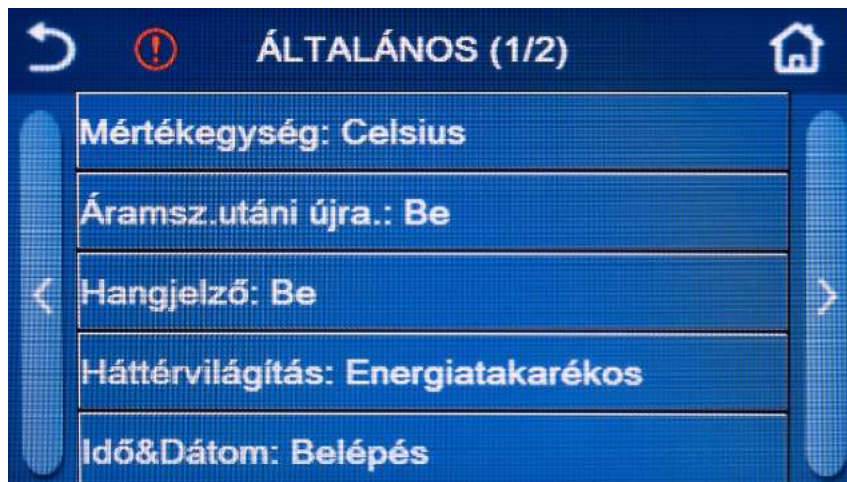 ÁLTALÁNOS (1/2)
Mértékegység: Celsius
Áramsz.utáni újra.: Be
Hangjelző: Be
Háttérvilágítás: Energiatakarékos
Idő&Dátom: Belépés